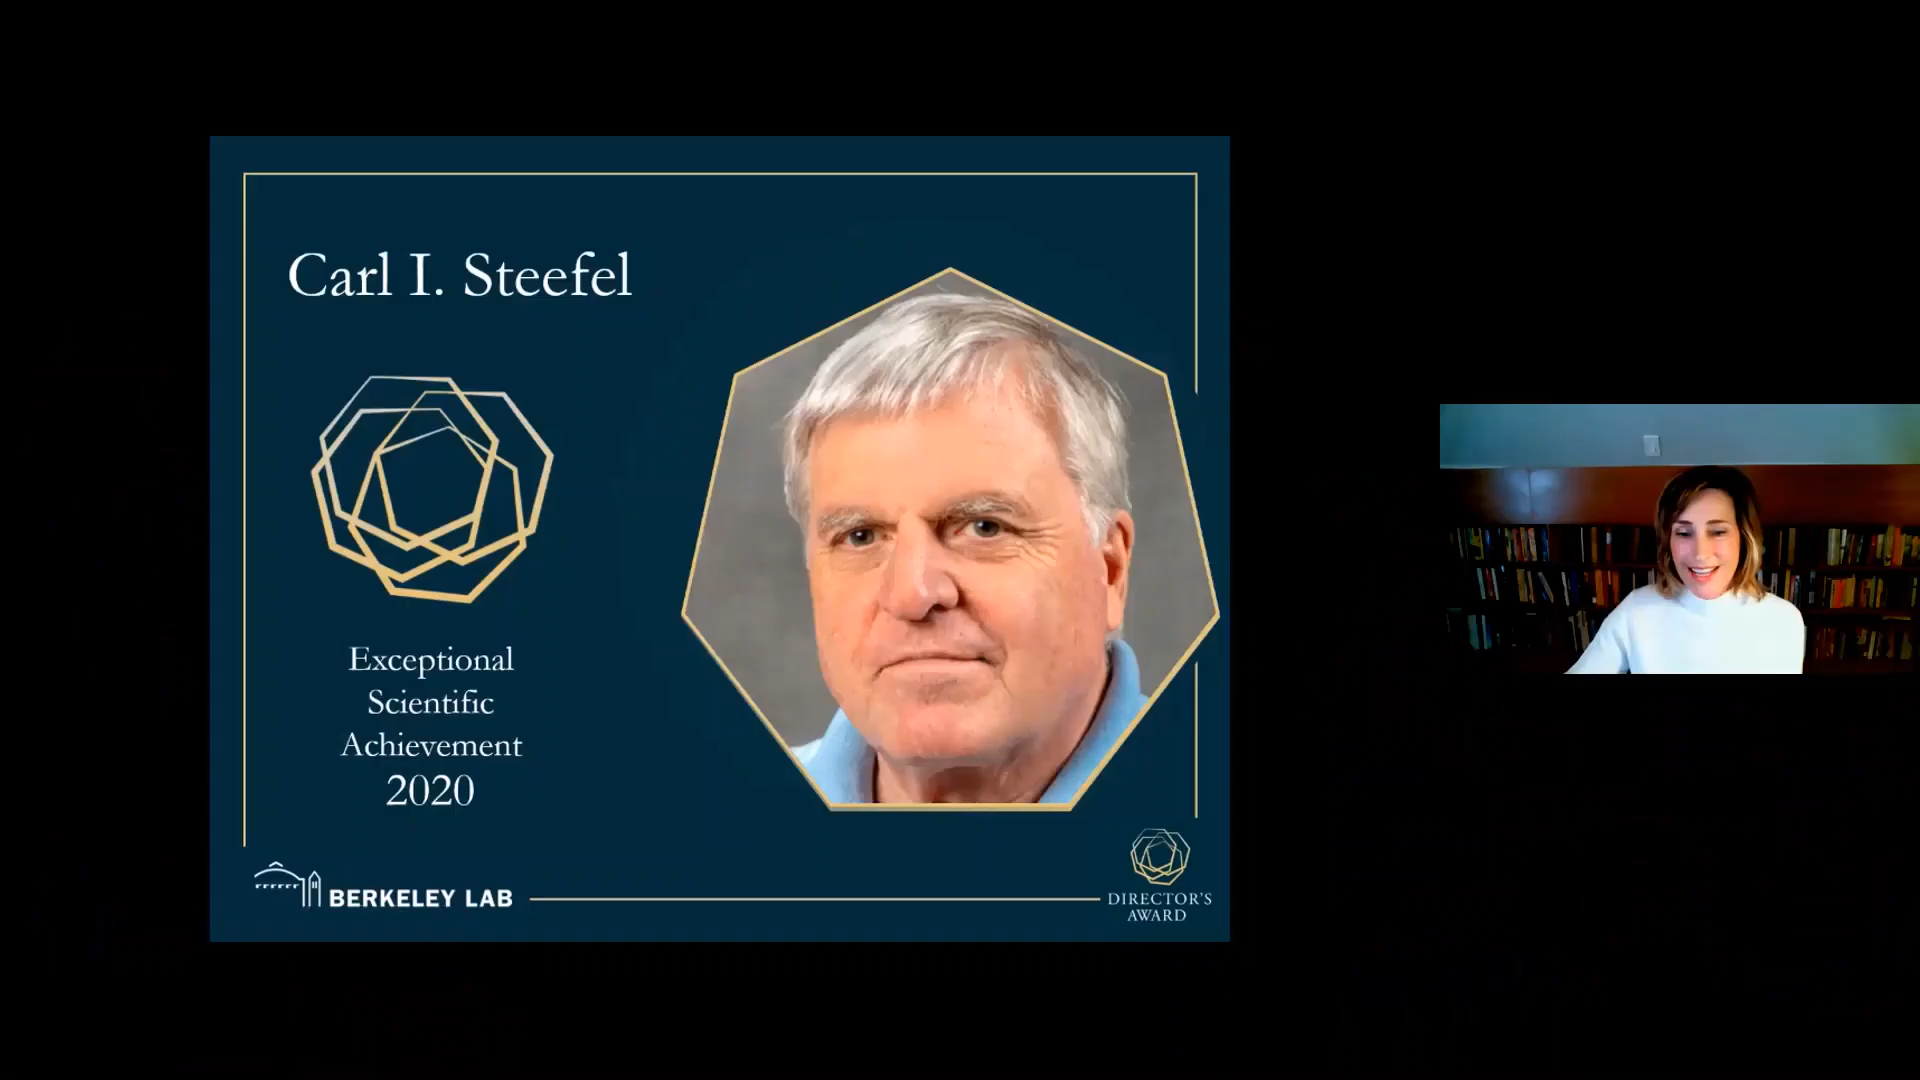 Carl I. Steefel
Exceptional
Scientific
Achievement
2020
BERKELEY LAB
DIRECTOR'S
AWARD